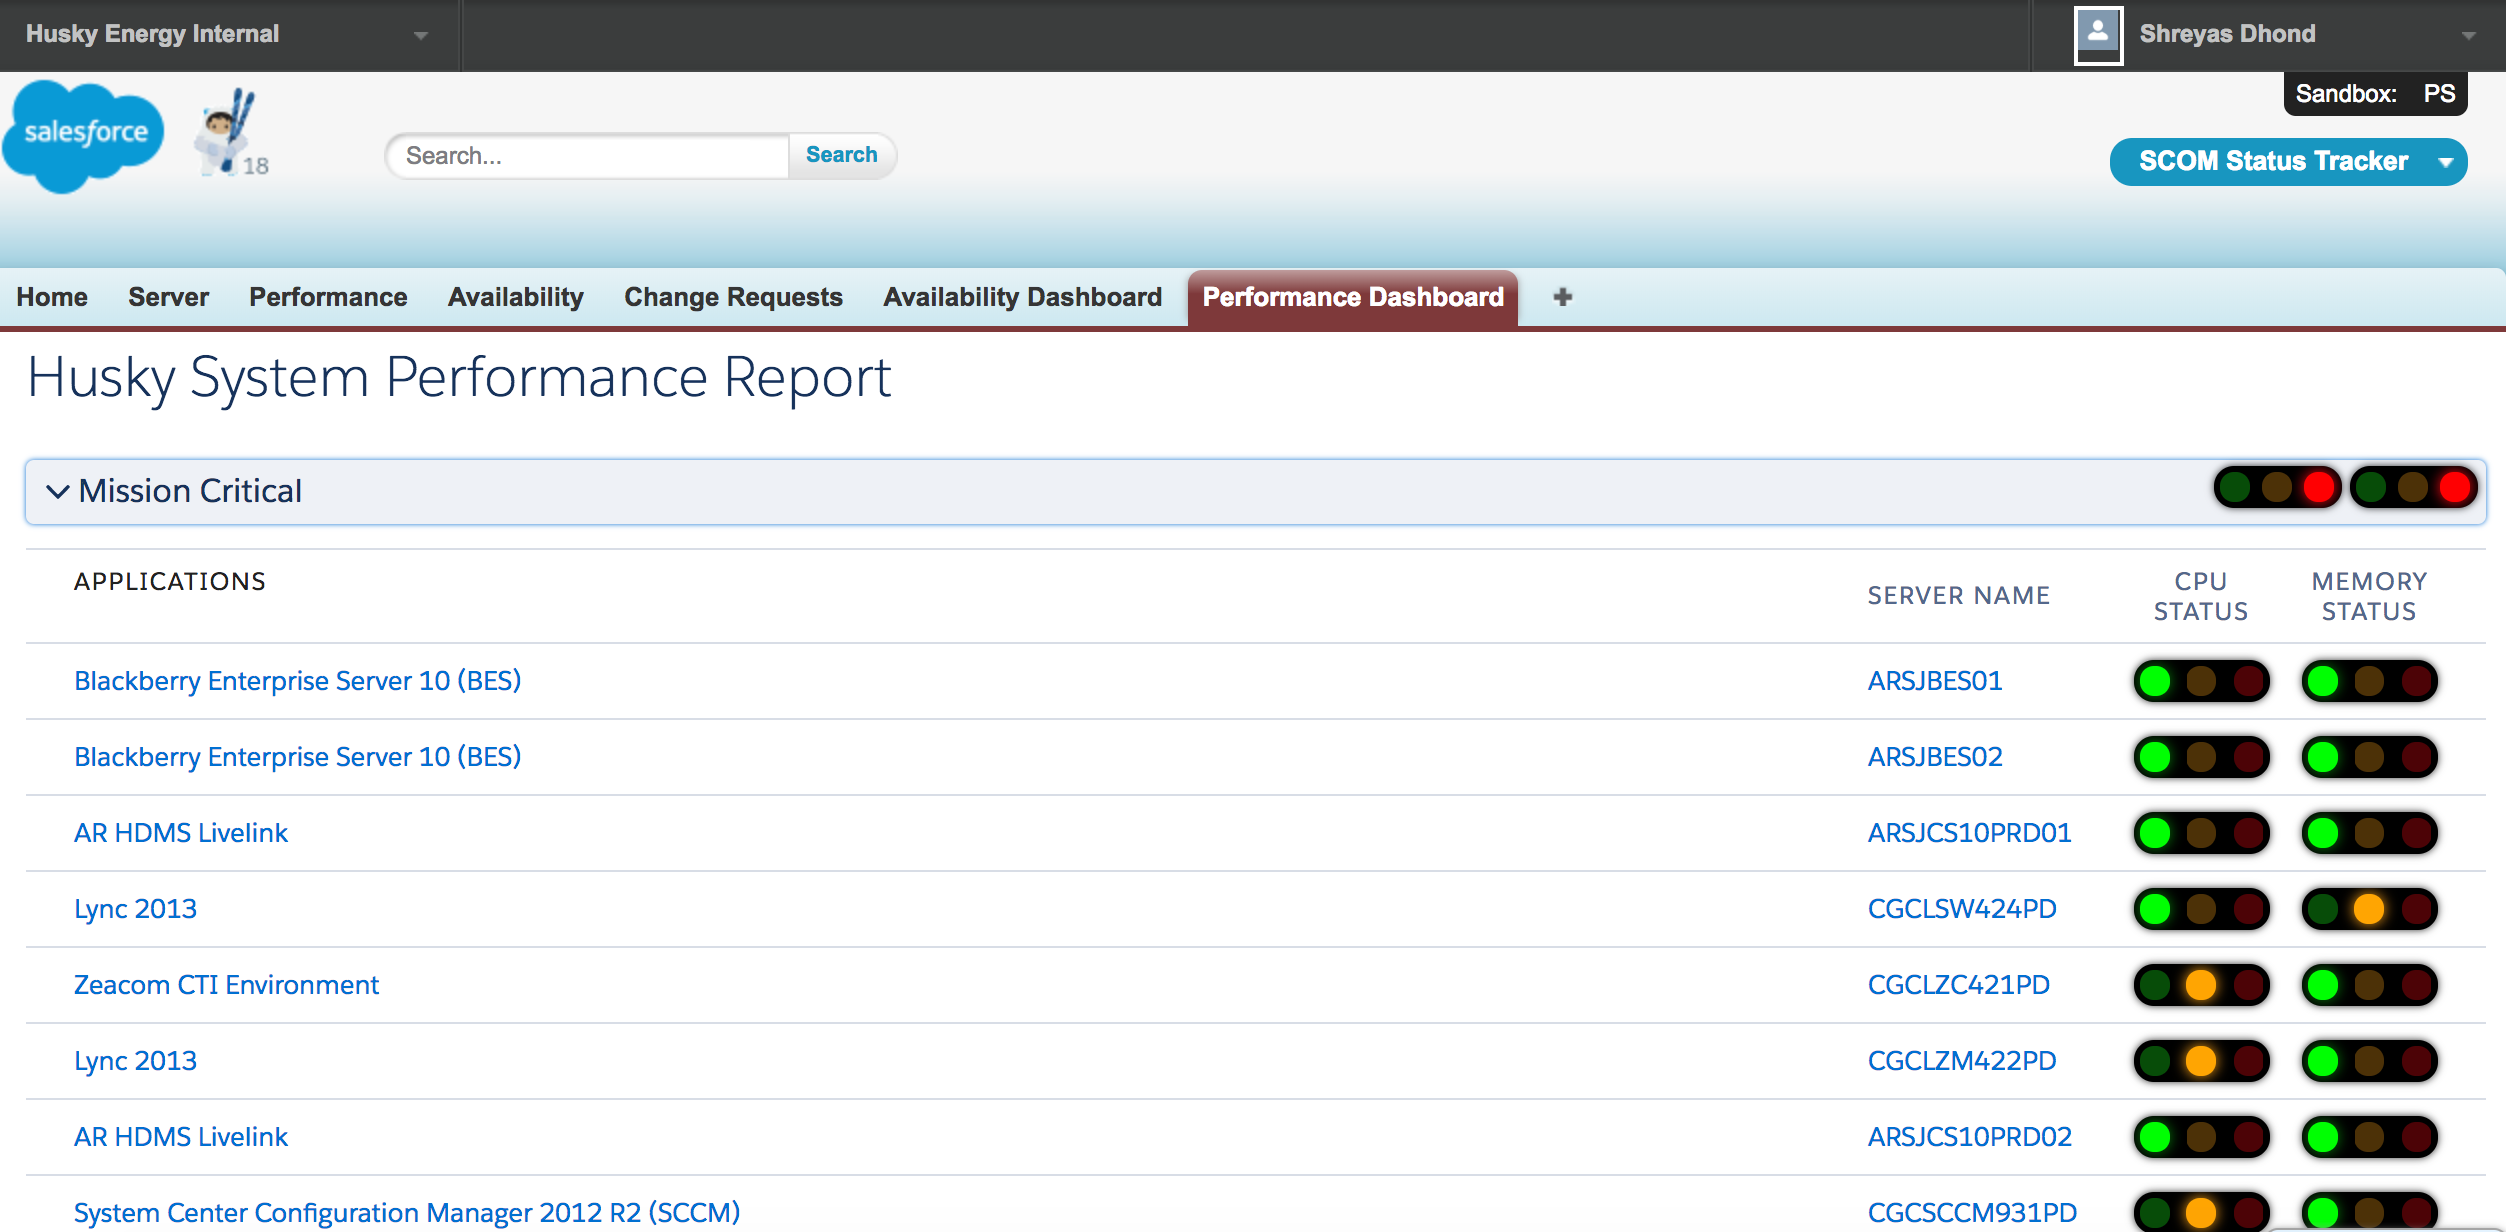 Husky Energy Internal
Shreyas Dhond
Sandbox: PS
salesforce
18
Search...
Search
SCOM Status Tracker
Home Server Performance Availability Change Requests Availability Dashboard Performance Dashboard +
Husky System Performance Report
Mission Critical
APPLICATIONS SERVER NAME CPU STATUS MEMORY STATUS
Blackberry Enterprise Server 10 (BES) ARSJBES01
Blackberry Enterprise Server 10 (BES) ARSJBES02
AR HDMS Livelink ARSJCS10PRD01
Lync 2013 CGCLSW424PD
Zeacom CTI Environment CGCLZC421PD
Lync 2013 CGCLZM422PD
AR HDMS Livelink ARSJCS10PRD02
System Center Configuration Manager 2012 R2 (SCCM) CGCSCCM931PD